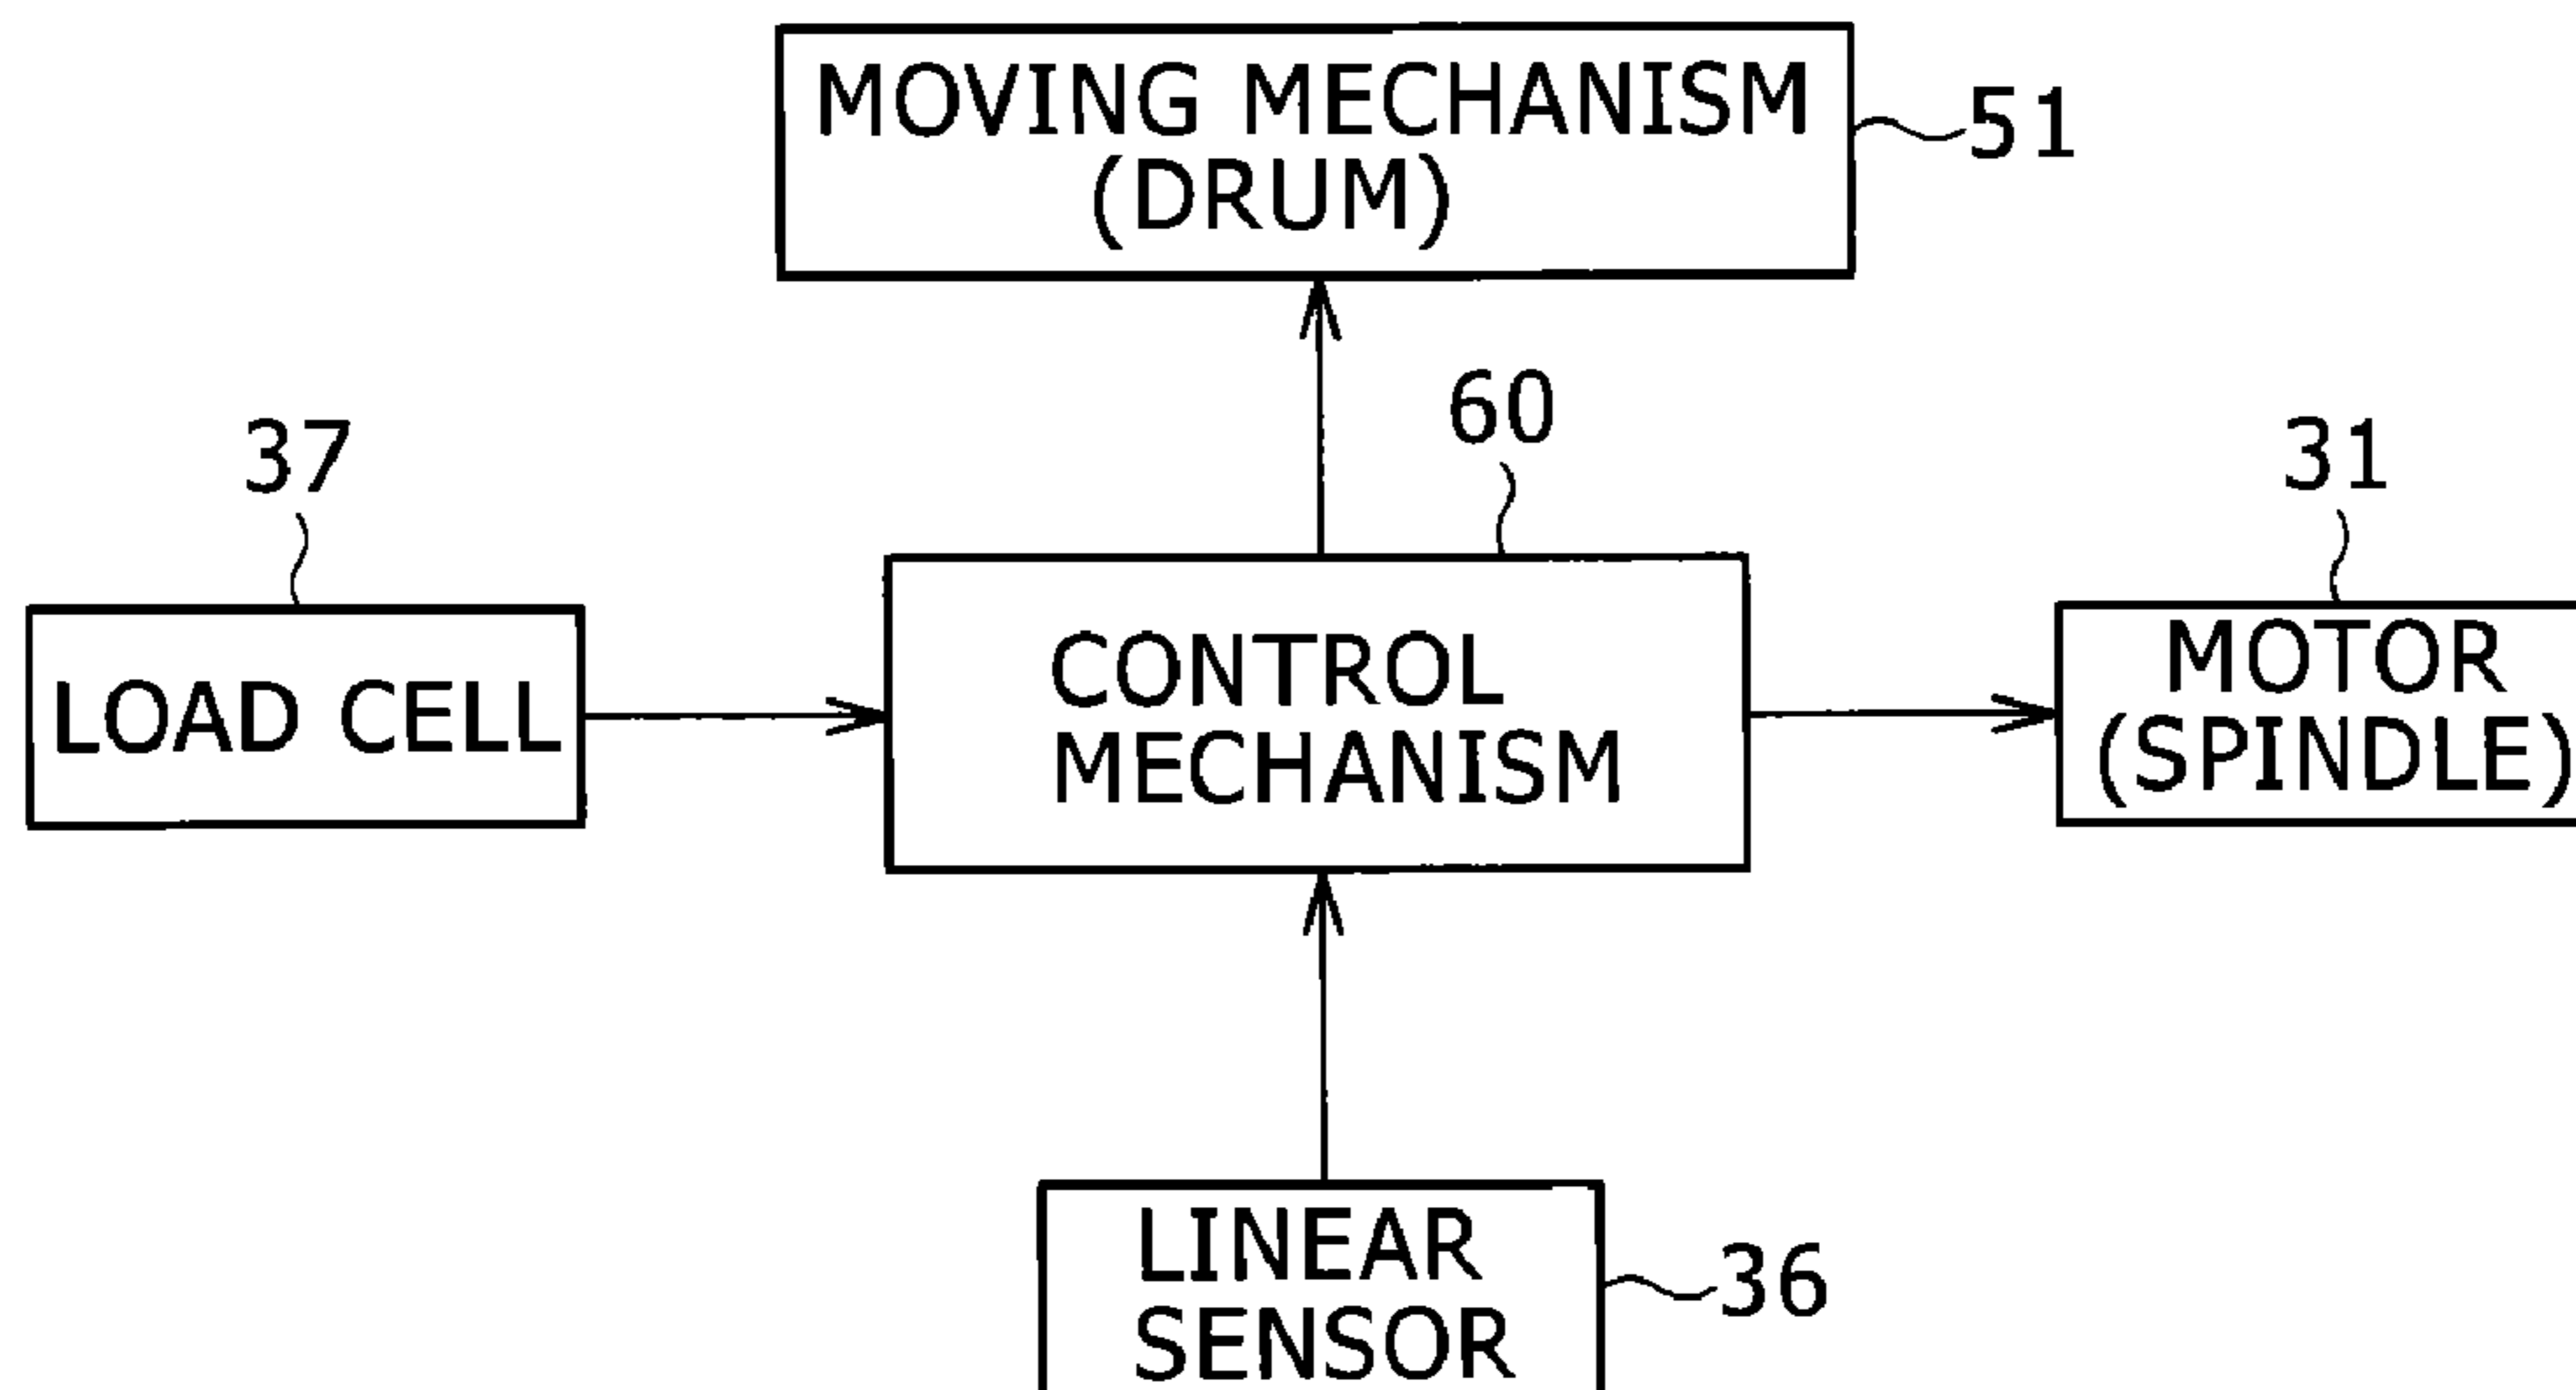 MOVING MECHANISM
(DRUM)
51
60
37
31
LOAD CELL
CONTROL
MECHANISM
MOTOR
(SPINDLE)
LINEAR
SENSOR
36